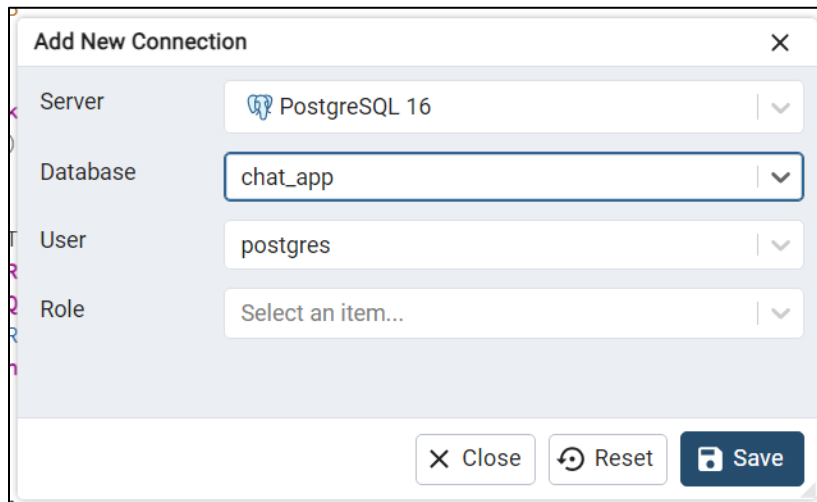 Add New Connection
Server
PostgreSQL 16
Database
chat_app
User
postgres
Role
Select an item...
Close
Reset
Save